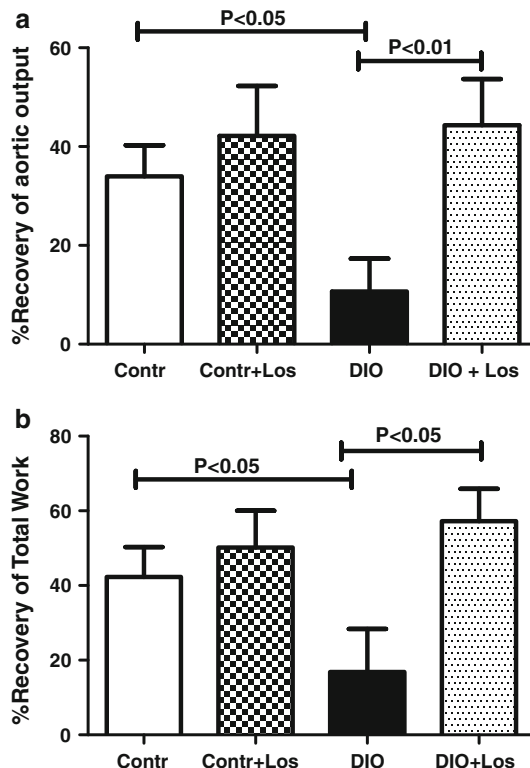 a
P<0.05
P<0.01
%Recovery of aortic output
60
40
20
0
Contr
Contr+Los
DIO
DIO + Los
b
P<0.05
P<0.05
%Recovery of Total Work
80
60
40
20
0
Contr
Contr+Los
DIO
DIO+Los